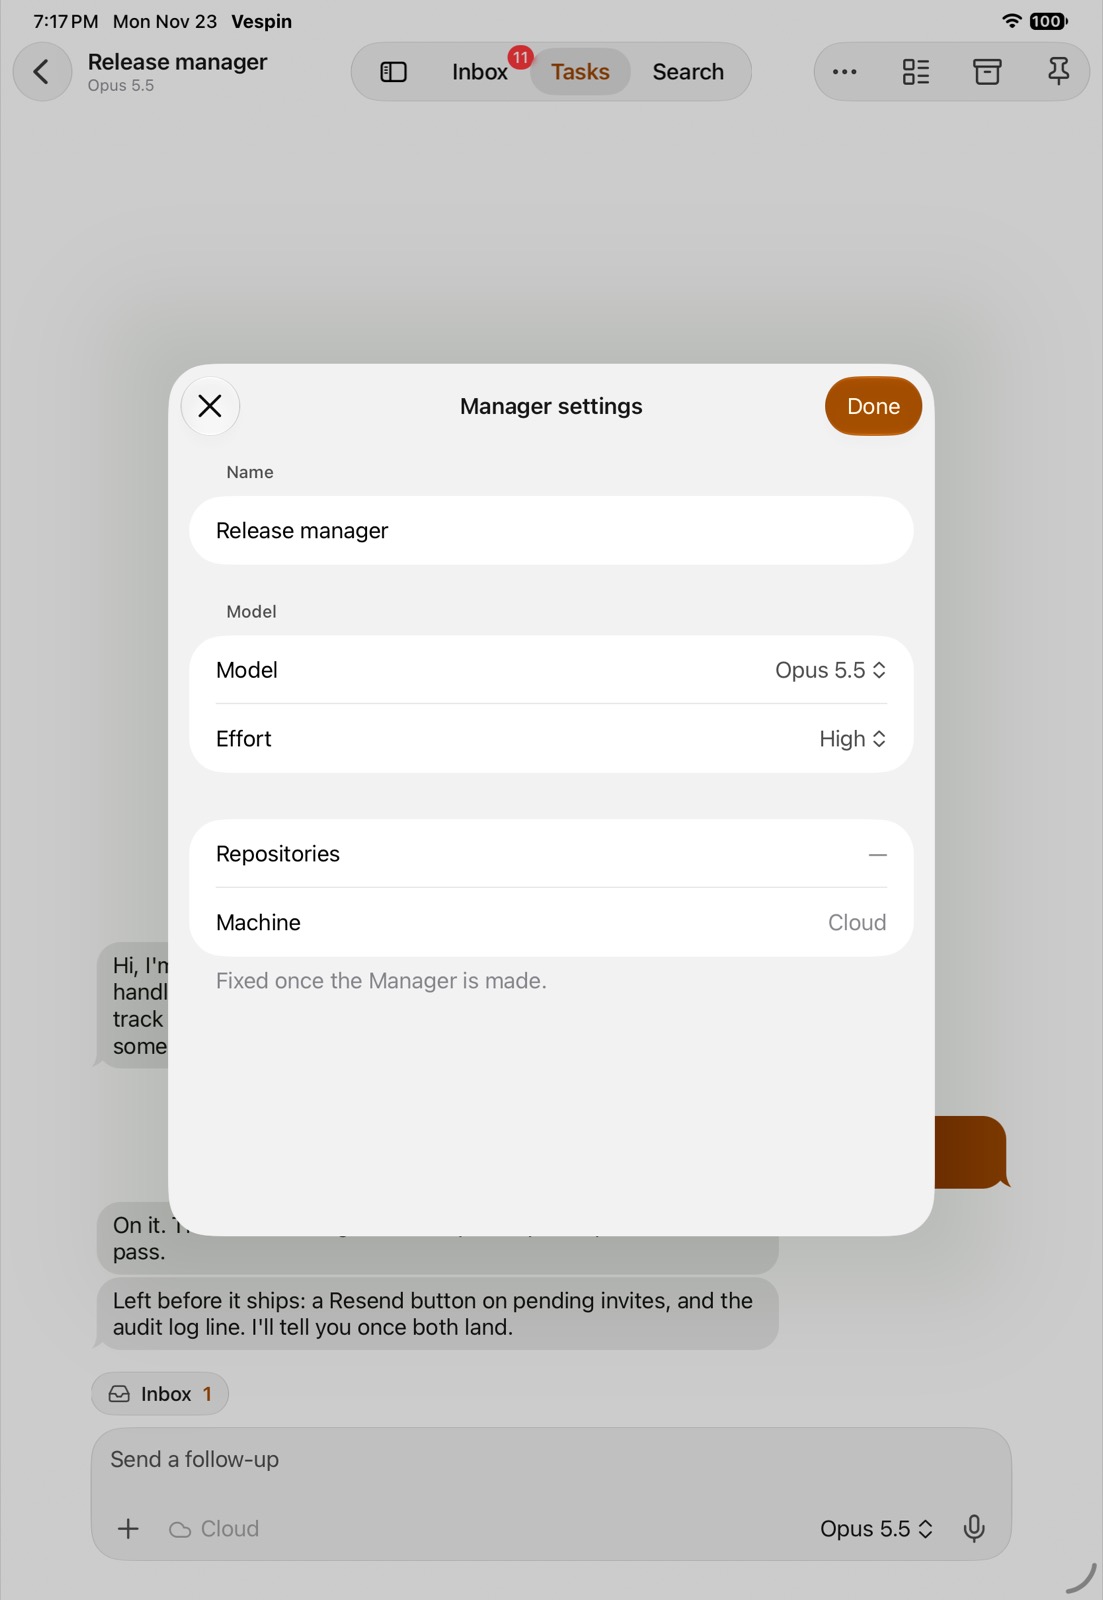 7:17 PM Mon Nov 23 Vespin
100
Release manager
Opus 5.5
Inbox 11 Tasks Search
Manager settings
Done
Name
Release manager
Model
Model Opus 5.5
Effort High
Repositories —
Machine Cloud
Fixed once the Manager is made.
Hi, I'm
handl
track
some
On it.
pass.
Left before it ships: a Resend button on pending invites, and the
audit log line. I'll tell you once both land.
Inbox 1
Send a follow-up
Cloud Opus 5.5